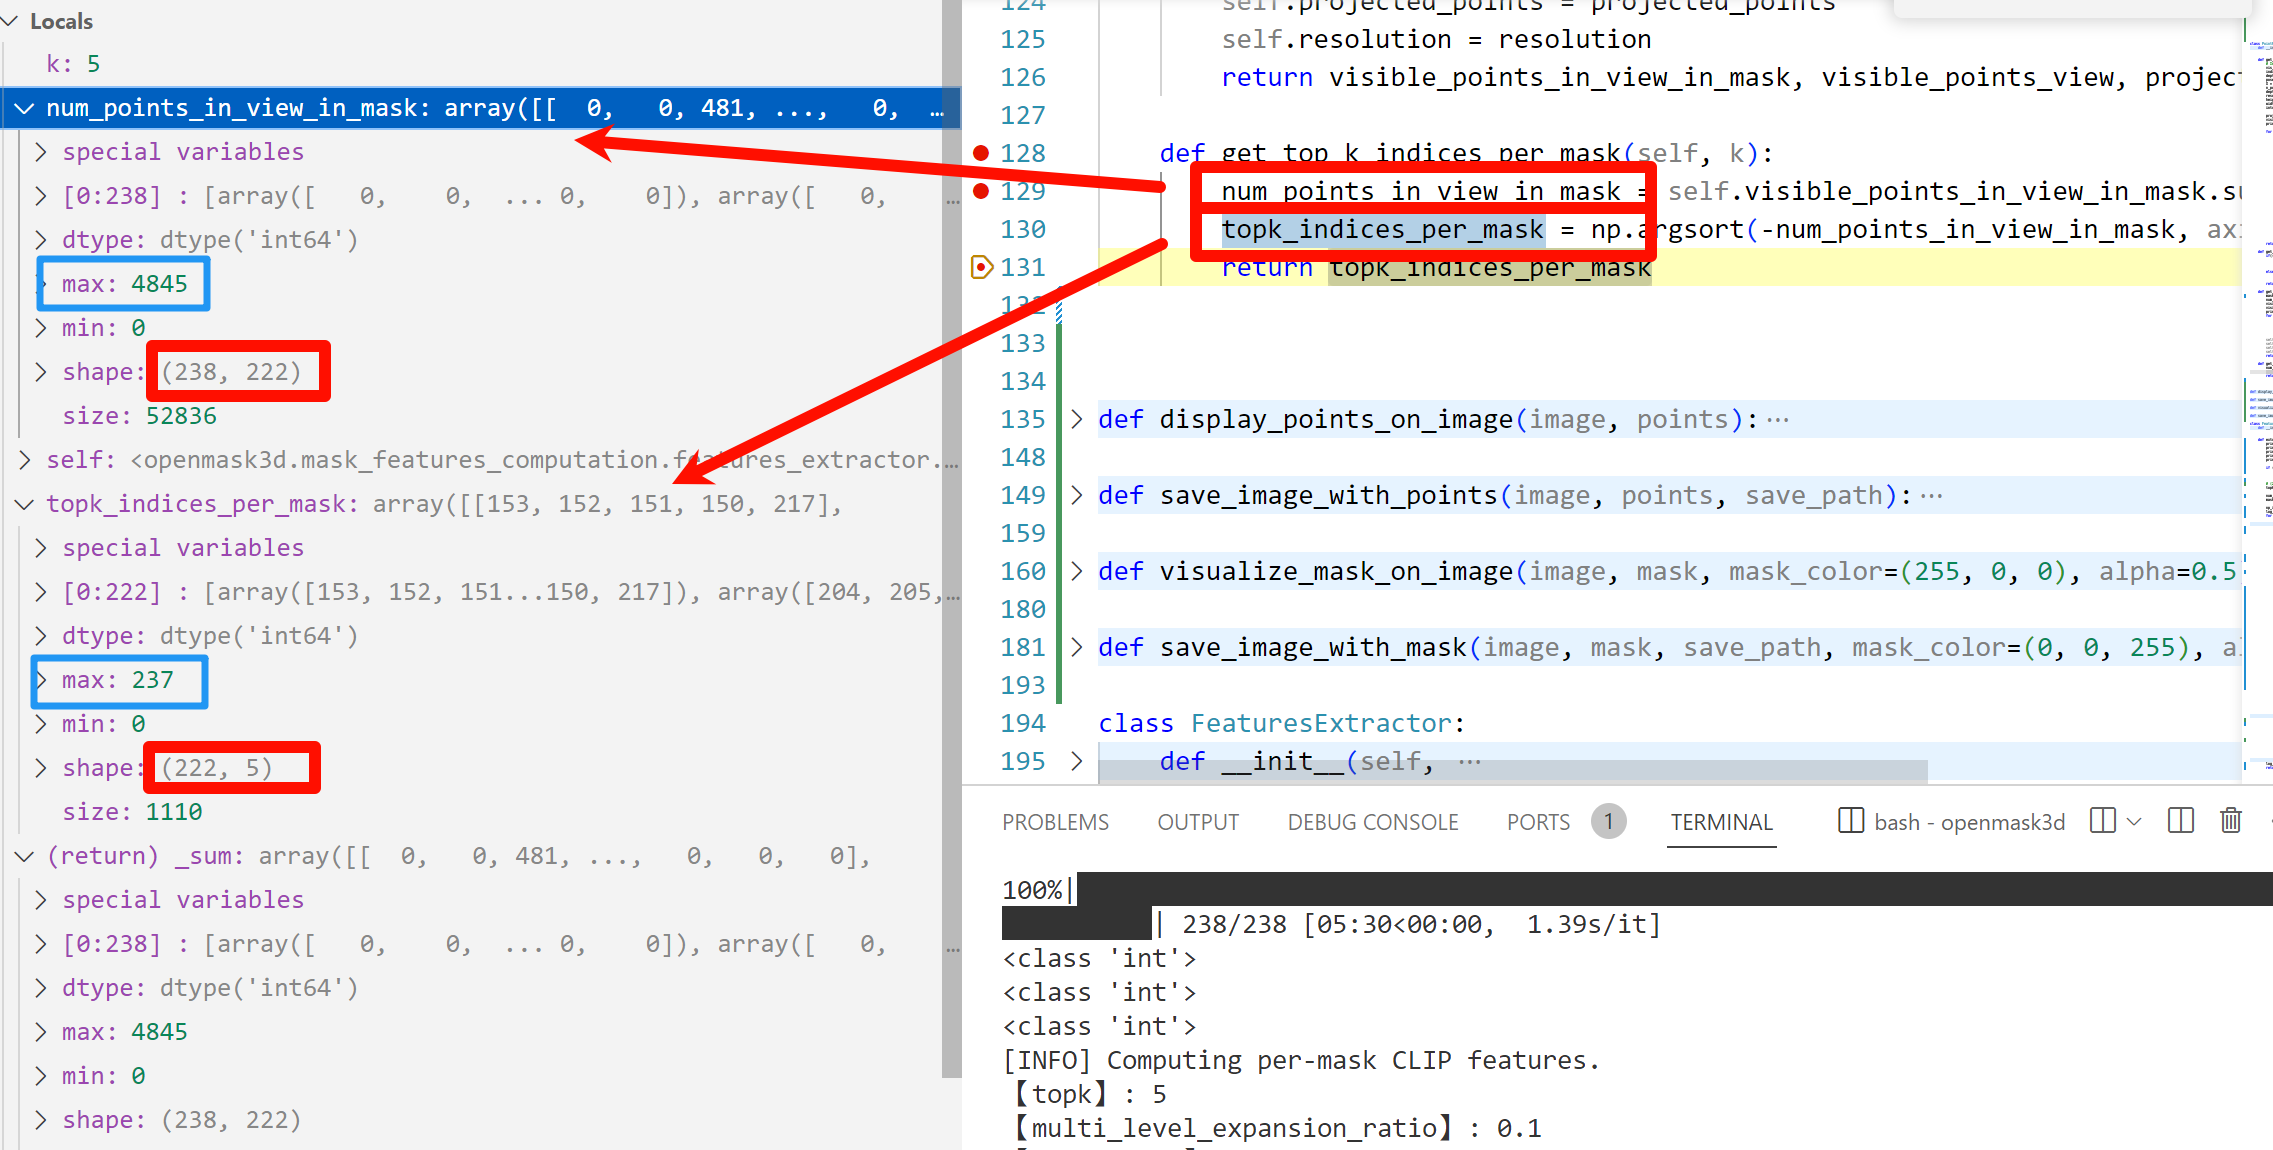 Locals
k: 5
num_points_in_view_in_mask: array([[  0,   0, 481, ...,   0, …
special variables
[0:238] : [array([   0,    0,  ... 0,    0]), array([   0, …
dtype: dtype('int64')
max: 4845
min: 0
shape: (238, 222)
size: 52836
self: <openmask3d.mask_features_computation.features_extractor.…
topk_indices_per_mask: array([[153, 152, 151, 150, 217],
special variables
[0:222] : [array([153, 152, 151...150, 217]), array([204, 205,…
dtype: dtype('int64')
max: 237
min: 0
shape: (222, 5)
size: 1110
(return) _sum: array([[  0,   0, 481, ...,   0,   0,   0],
special variables
[0:238] : [array([   0,    0,  ... 0,    0]), array([   0, …
dtype: dtype('int64')
max: 4845
min: 0
shape: (238, 222)
124 self.projected_points = projected_points
125 self.resolution = resolution
126 return visible_points_in_view_in_mask, visible_points_view, project
127
128 def get_top_k_indices_per_mask(self, k):
129 num_points_in_view_in_mask = self.visible_points_in_view_in_mask.su
130 topk_indices_per_mask = np.argsort(-num_points_in_view_in_mask, axi
131 return topk_indices_per_mask
132
133
134
135 def display_points_on_image(image, points): ⋯
148
149 def save_image_with_points(image, points, save_path): ⋯
159
160 def visualize_mask_on_image(image, mask, mask_color=(255, 0, 0), alpha=0.5
180
181 def save_image_with_mask(image, mask, save_path, mask_color=(0, 0, 255), al
193
194 class FeaturesExtractor:
195 def __init__(self, ⋯
PROBLEMS OUTPUT DEBUG CONSOLE PORTS 1 TERMINAL bash - openmask3d
100%|
| 238/238 [05:30<00:00,  1.39s/it]
<class 'int'>
<class 'int'>
<class 'int'>
[INFO] Computing per-mask CLIP features.
【topk】: 5
【multi_level_expansion_ratio】: 0.1